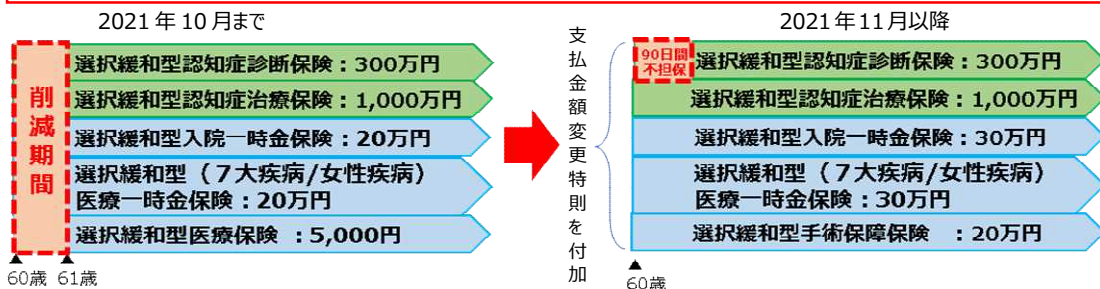 2021年10月まで
削減期間
選択緩和型認知症診断保険：300万円
選択緩和型認知症治療保険：1,000万円
選択緩和型入院一時金保険：20万円
選択緩和型（７大疾病/女性疾病）
医療一時金保険：20万円
選択緩和型医療保険 ：5,000円
60歳 61歳
支払金額変更特則を付加
2021年11月以降
90日間
不担保
選択緩和型認知症診断保険：300万円
選択緩和型認知症治療保険：1,000万円
選択緩和型入院一時金保険：30万円
選択緩和型（７大疾病/女性疾病）
医療一時金保険：30万円
選択緩和型手術保障保険 ：20万円
60歳